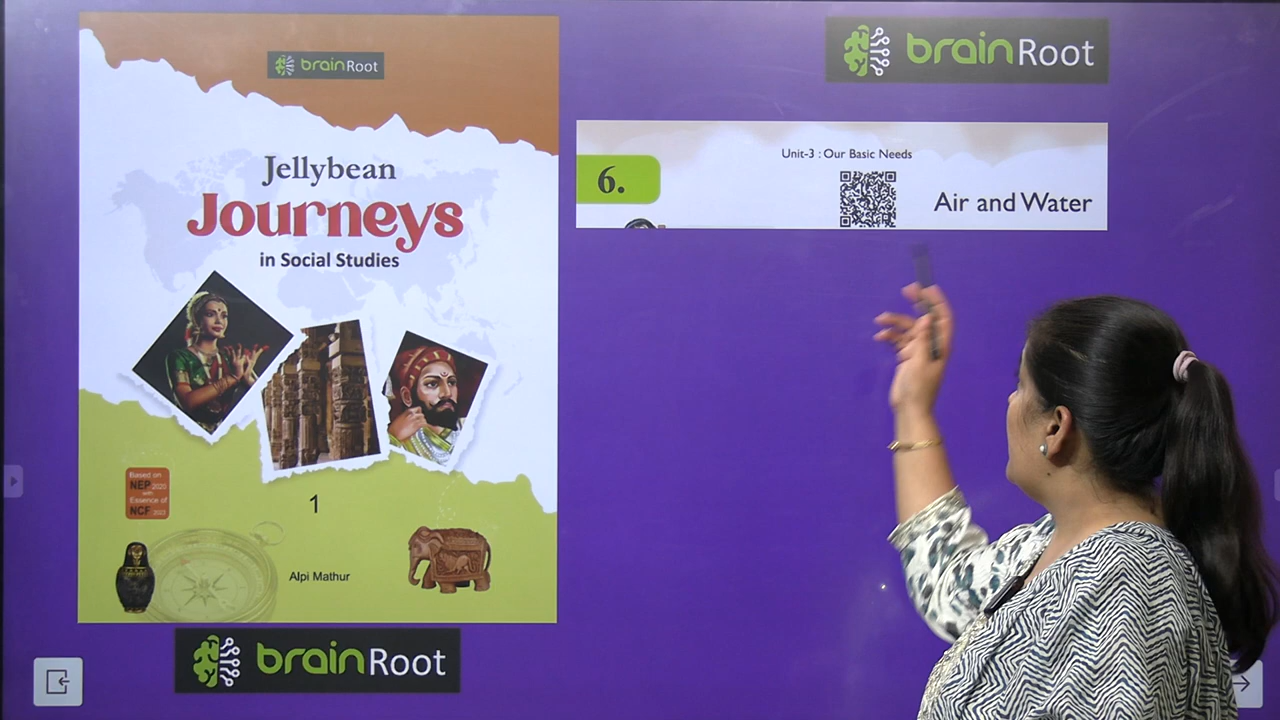 brainRoot
Jellybean
Journeys
in Social Studies
Based on
NEP 2020
with
Essence of
NCF 2023
1
Alpi Mathur
brainRoot
brainRoot
Unit-3 : Our Basic Needs
6.
Air and Water